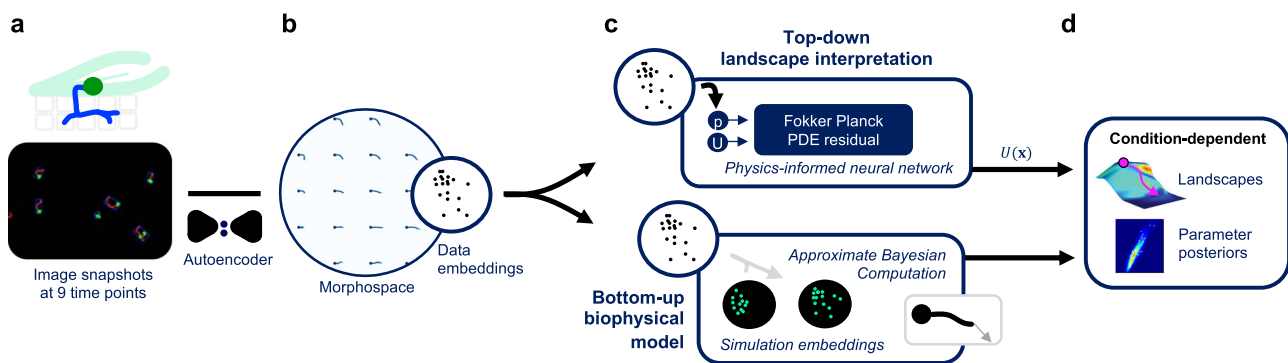 a
Image snapshots
at 9 time points
Autoencoder
b
Morphospace
Data
embeddings
c
Top-down
landscape interpretation
p
U
Fokker Planck
PDE residual
Physics-informed neural network
U(x)
Bottom-up
biophysical
model
Approximate Bayesian
Computation
Simulation embeddings
d
Condition-dependent
Landscapes
Parameter
posteriors